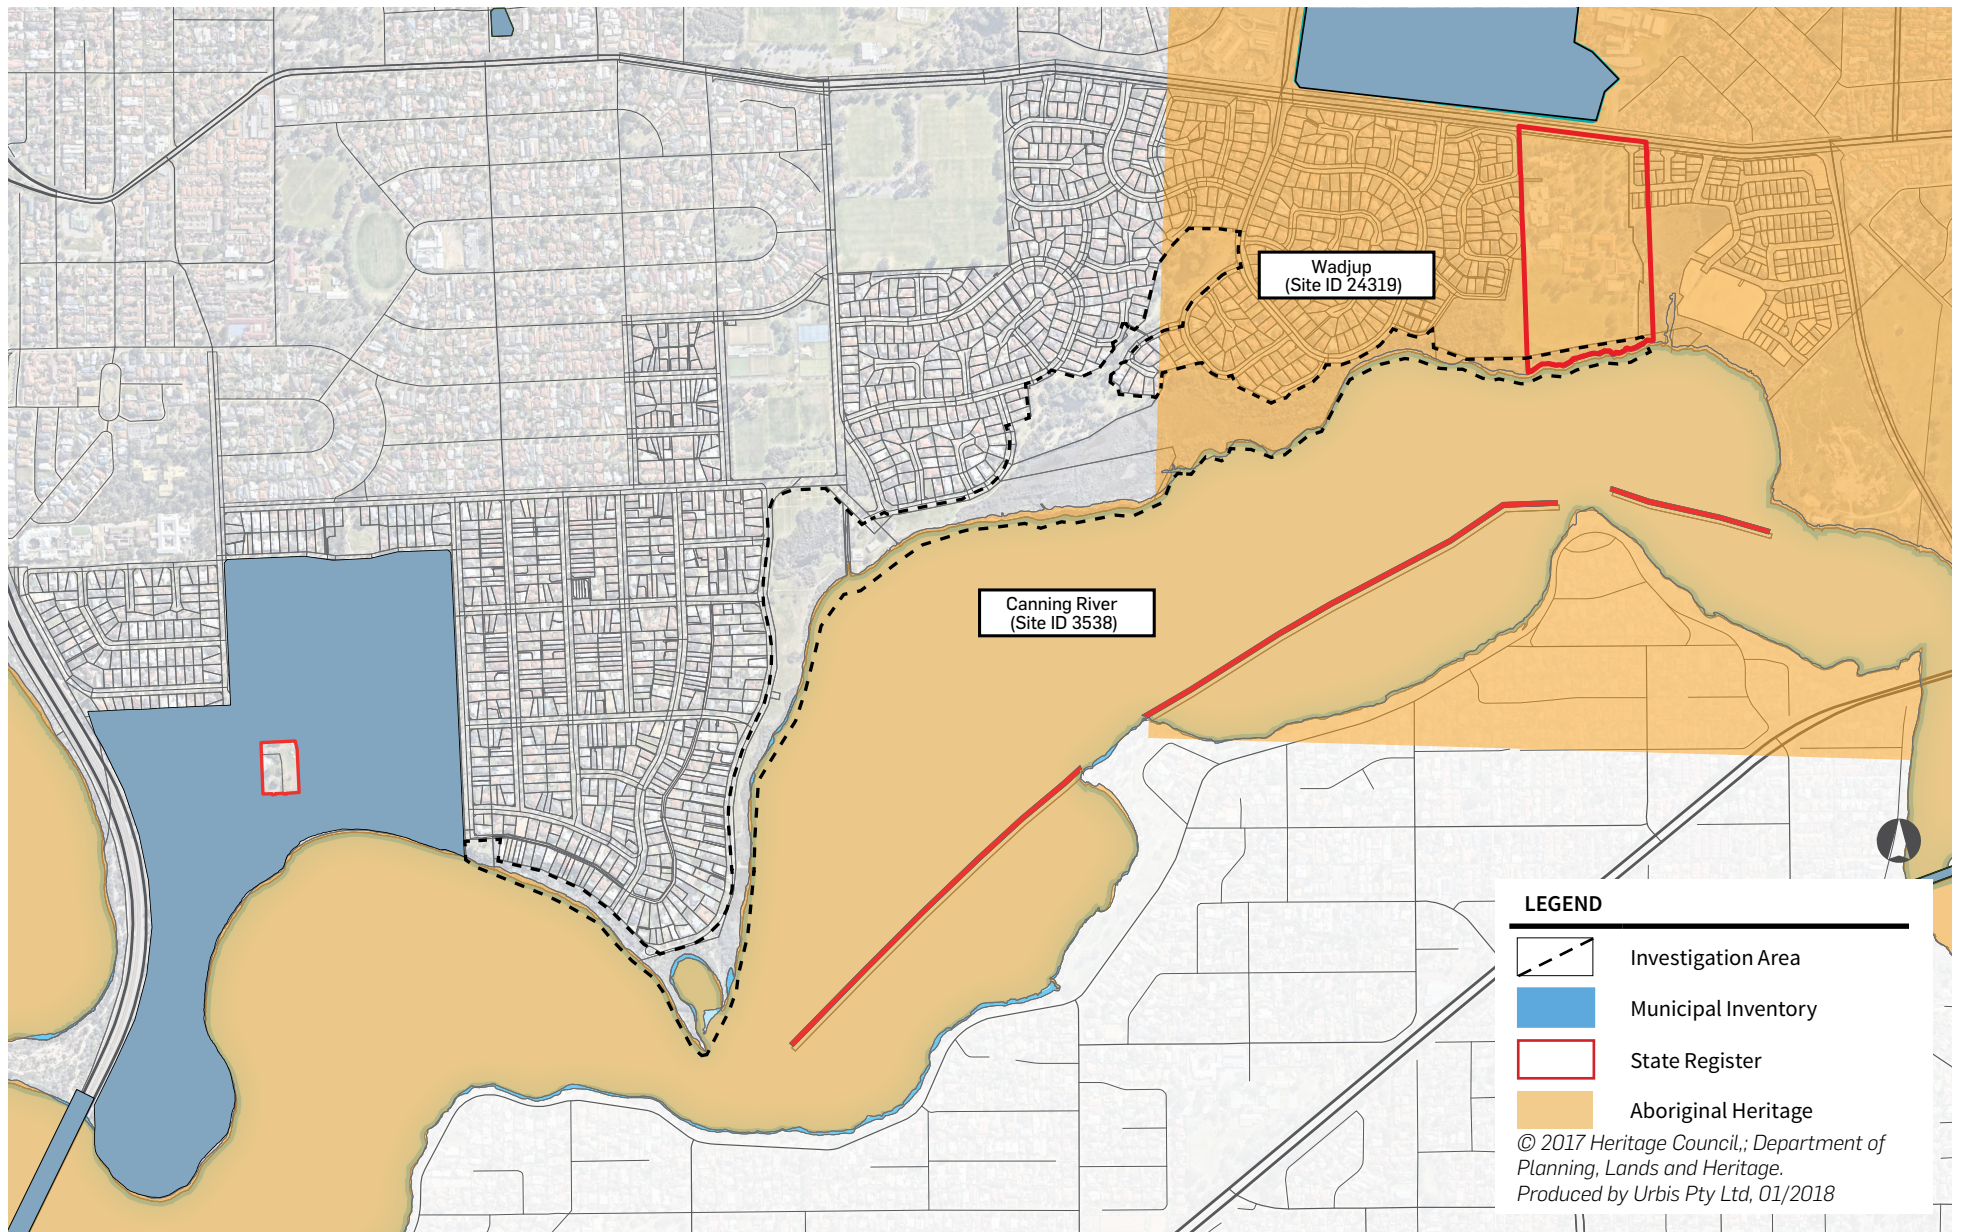 Wadjup
(Site ID 24319)
Canning River
(Site ID 3538)
LEGEND
Investigation Area
Municipal Inventory
State Register
Aboriginal Heritage
© 2017 Heritage Council,; Department of
Planning, Lands and Heritage.
Produced by Urbis Pty Ltd, 01/2018